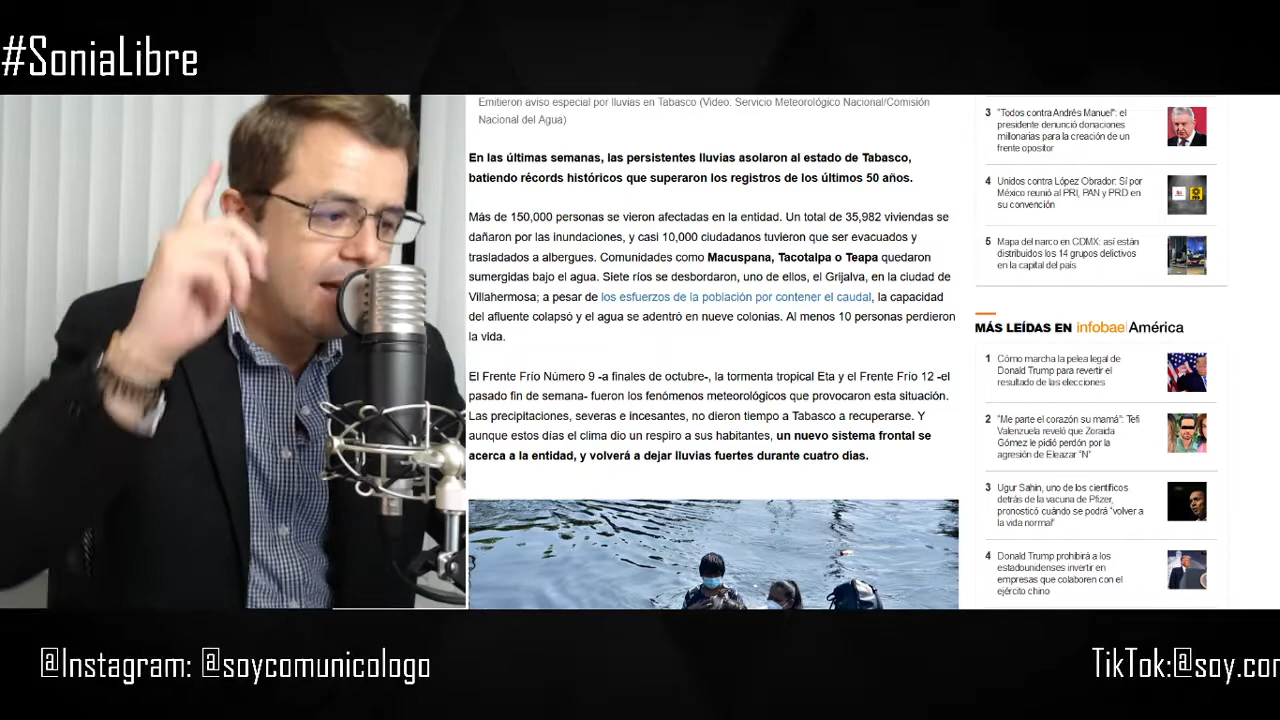 #SoniaLibre
Emitieron aviso especial por lluvias en Tabasco (Video. Servicio Meteorológico Nacional/Comisión
Nacional del Agua)
En las últimas semanas, las persistentes lluvias asolaron al estado de Tabasco,
batiendo récords históricos que superaron los registros de los últimos 50 años.
Más de 150,000 personas se vieron afectadas en la entidad. Un total de 35,982 viviendas se
dañaron por las inundaciones, y casi 10,000 ciudadanos tuvieron que ser evacuados y
trasladados a albergues. Comunidades como Macuspana, Tacotalpa o Teapa quedaron
sumergidas bajo el agua. Siete ríos se desbordaron, uno de ellos, el Grijalva, en la ciudad de
Villahermosa; a pesar de los esfuerzos de la población por contener el caudal, la capacidad
del afluente colapsó y el agua se adentró en nueve colonias. Al menos 10 personas perdieron
la vida.
El Frente Frío Número 9 -a finales de octubre-, la tormenta tropical Eta y el Frente Frío 12 -el
pasado fin de semana- fueron los fenómenos meteorológicos que provocaron esta situación.
Las precipitaciones, severas e incesantes, no dieron tiempo a Tabasco a recuperarse. Y
aunque estos días el clima dio un respiro a sus habitantes, un nuevo sistema frontal se
acerca a la entidad, y volverá a dejar lluvias fuertes durante cuatro días.
3 "Todos contra Andrés Manuel": el
presidente denunció donaciones
millonarias para la creación de un
frente opositor
4 Unidos contra López Obrador: Sí por
México reunió al PRI, PAN y PRD en
su convención
5 Mapa del narco en CDMX: así están
distribuidos los 14 grupos delictivos
en la capital del país
MÁS LEÍDAS EN infobae América
1 Cómo marcha la pelea legal de
Donald Trump para revertir el
resultado de las elecciones
2 "Me parte el corazón su mamá": Tefi
Valenzuela reveló que Zoraida
Gómez le pidió perdón por la
agresión de Eleazar "N"
3 Ugur Sahin, uno de los científicos
detrás de la vacuna de Pfizer,
pronosticó cuándo se podrá "volver a
la vida normal"
4 Donald Trump prohibirá a los
estadounidenses invertir en
empresas que colaboren con el
ejército chino
@Instagram: @soycomunicologo
TikTok:@soy.con